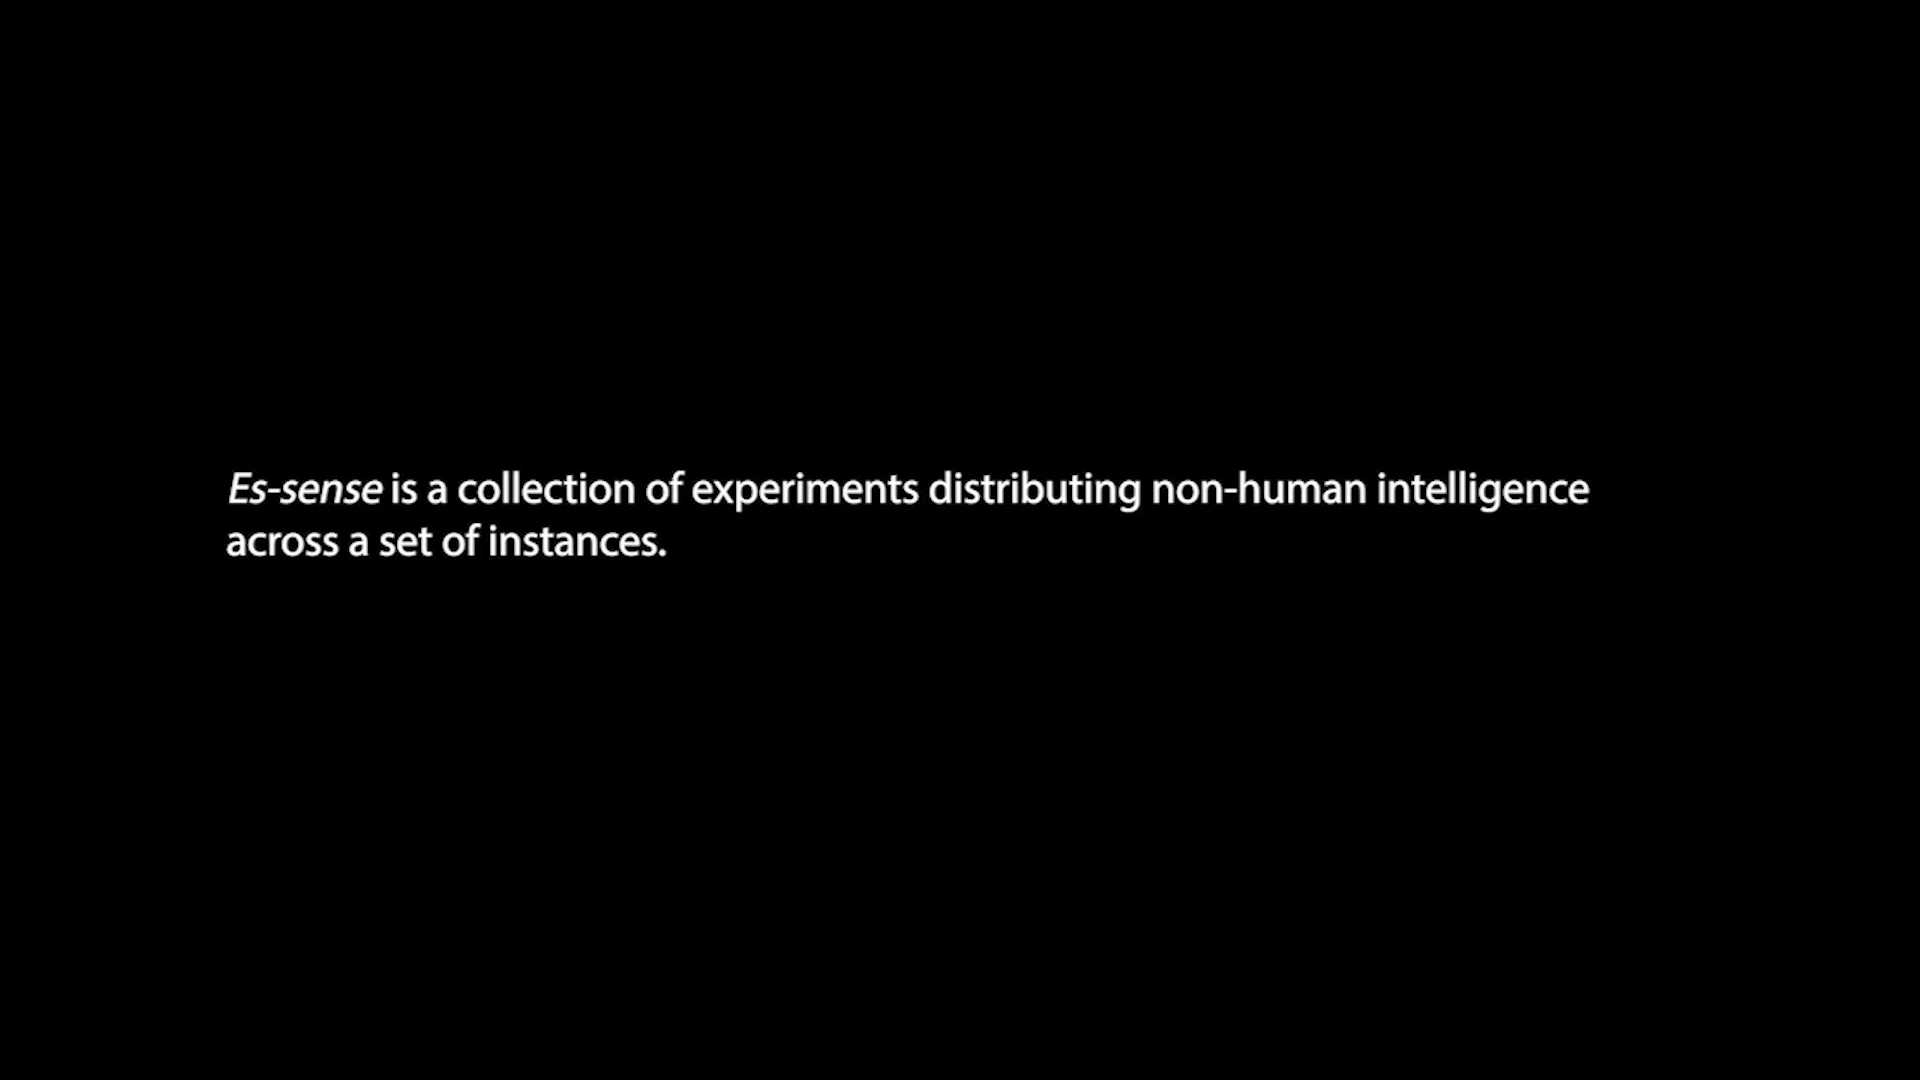 Es-sense is a collection of experiments distributing non-human intelligence
across a set of instances.